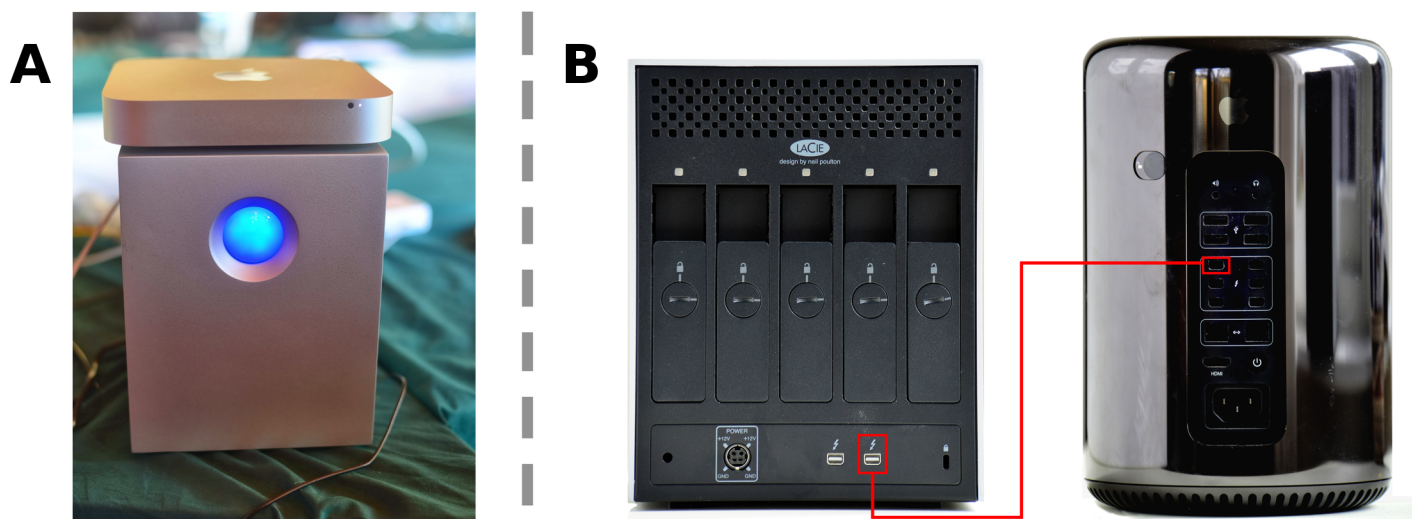 A
B
LACIE
design by neil poulton
POWER
+12V +12V
GND GND
HDMI